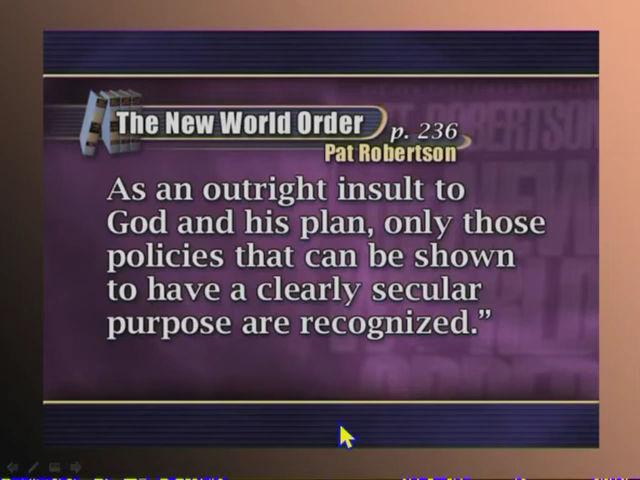 The New World Order
p. 236
Pat Robertson
As an outright insult to
God and his plan, only those
policies that can be shown
to have a clearly secular
purpose are recognized.”